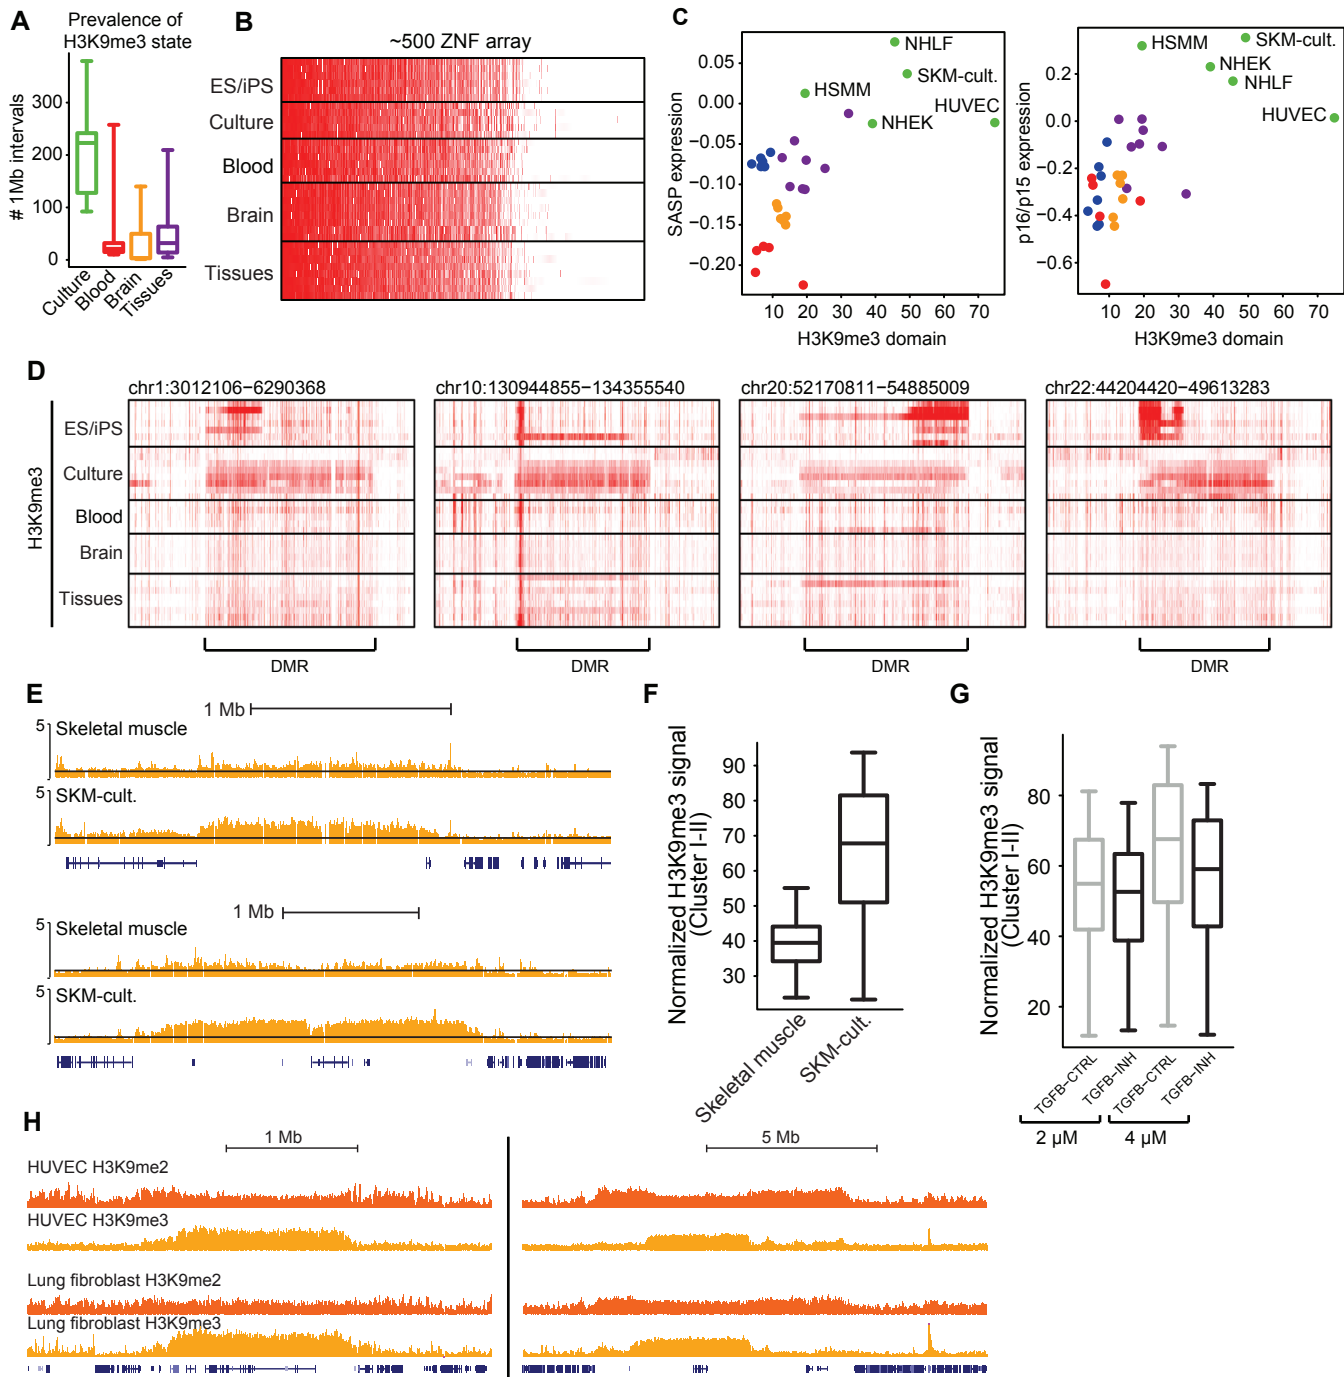 A
Prevalence of
H3K9me3 state
# 1Mb intervals
300
200
100
0
Culture
Blood
Brain
Tissues
B
~500 ZNF array
ES/iPS
Culture
Blood
Brain
Tissues
C
SASP expression
0.05
0.00
−0.05
−0.10
−0.15
−0.20
NHLF
SKM-cult.
HSMM
HUVEC
NHEK
10 20 30 40 50 60 70
H3K9me3 domain
p16/p15 expression
0.2
0.0
−0.2
−0.4
−0.6
HSMM
SKM-cult.
NHEK
NHLF
HUVEC
10 20 30 40 50 60 70
H3K9me3 domain
D
chr1:3012106−6290368
chr10:130944855−134355540
chr20:52170811−54885009
chr22:44204420−49613283
H3K9me3
ES/iPS
Culture
Blood
Brain
Tissues
DMR
DMR
DMR
DMR
E
1 Mb
5
Skeletal muscle
0
5
SKM-cult.
0
1 Mb
5
Skeletal muscle
0
5
SKM-cult.
0
F
Normalized H3K9me3 signal
(Cluster I-II)
90
80
70
60
50
40
30
Skeletal muscle
SKM-cult.
G
Normalized H3K9me3 signal
(Cluster I-II)
80
60
40
20
TGFB−CTRL
TGFB−INH
TGFB−CTRL
TGFB−INH
2 µM
4 µM
H
1 Mb
5 Mb
HUVEC H3K9me2
HUVEC H3K9me3
Lung fibroblast H3K9me2
Lung fibroblast H3K9me3